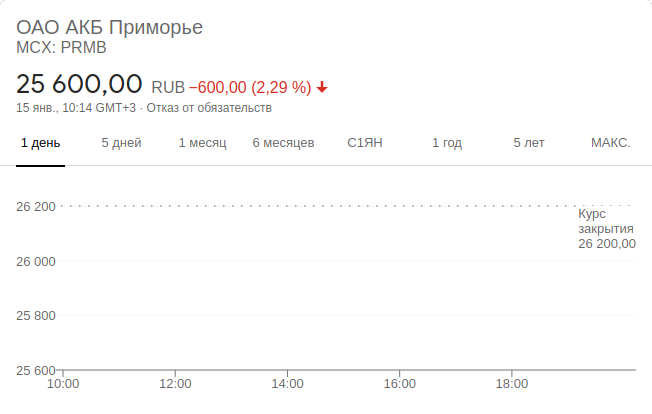 ОАО АКБ Приморье
MCX: PRMB
25 600,00 RUB −600,00 (2,29 %)
15 янв., 10:14 GMT+3 · Отказ от обязательств
1 день 5 дней 1 месяц 6 месяцев С1ЯН 1 год 5 лет МАКС.
26 200
Курс
закрытия
26 200,00
26 000
25 800
25 600
10:00 12:00 14:00 16:00 18:00